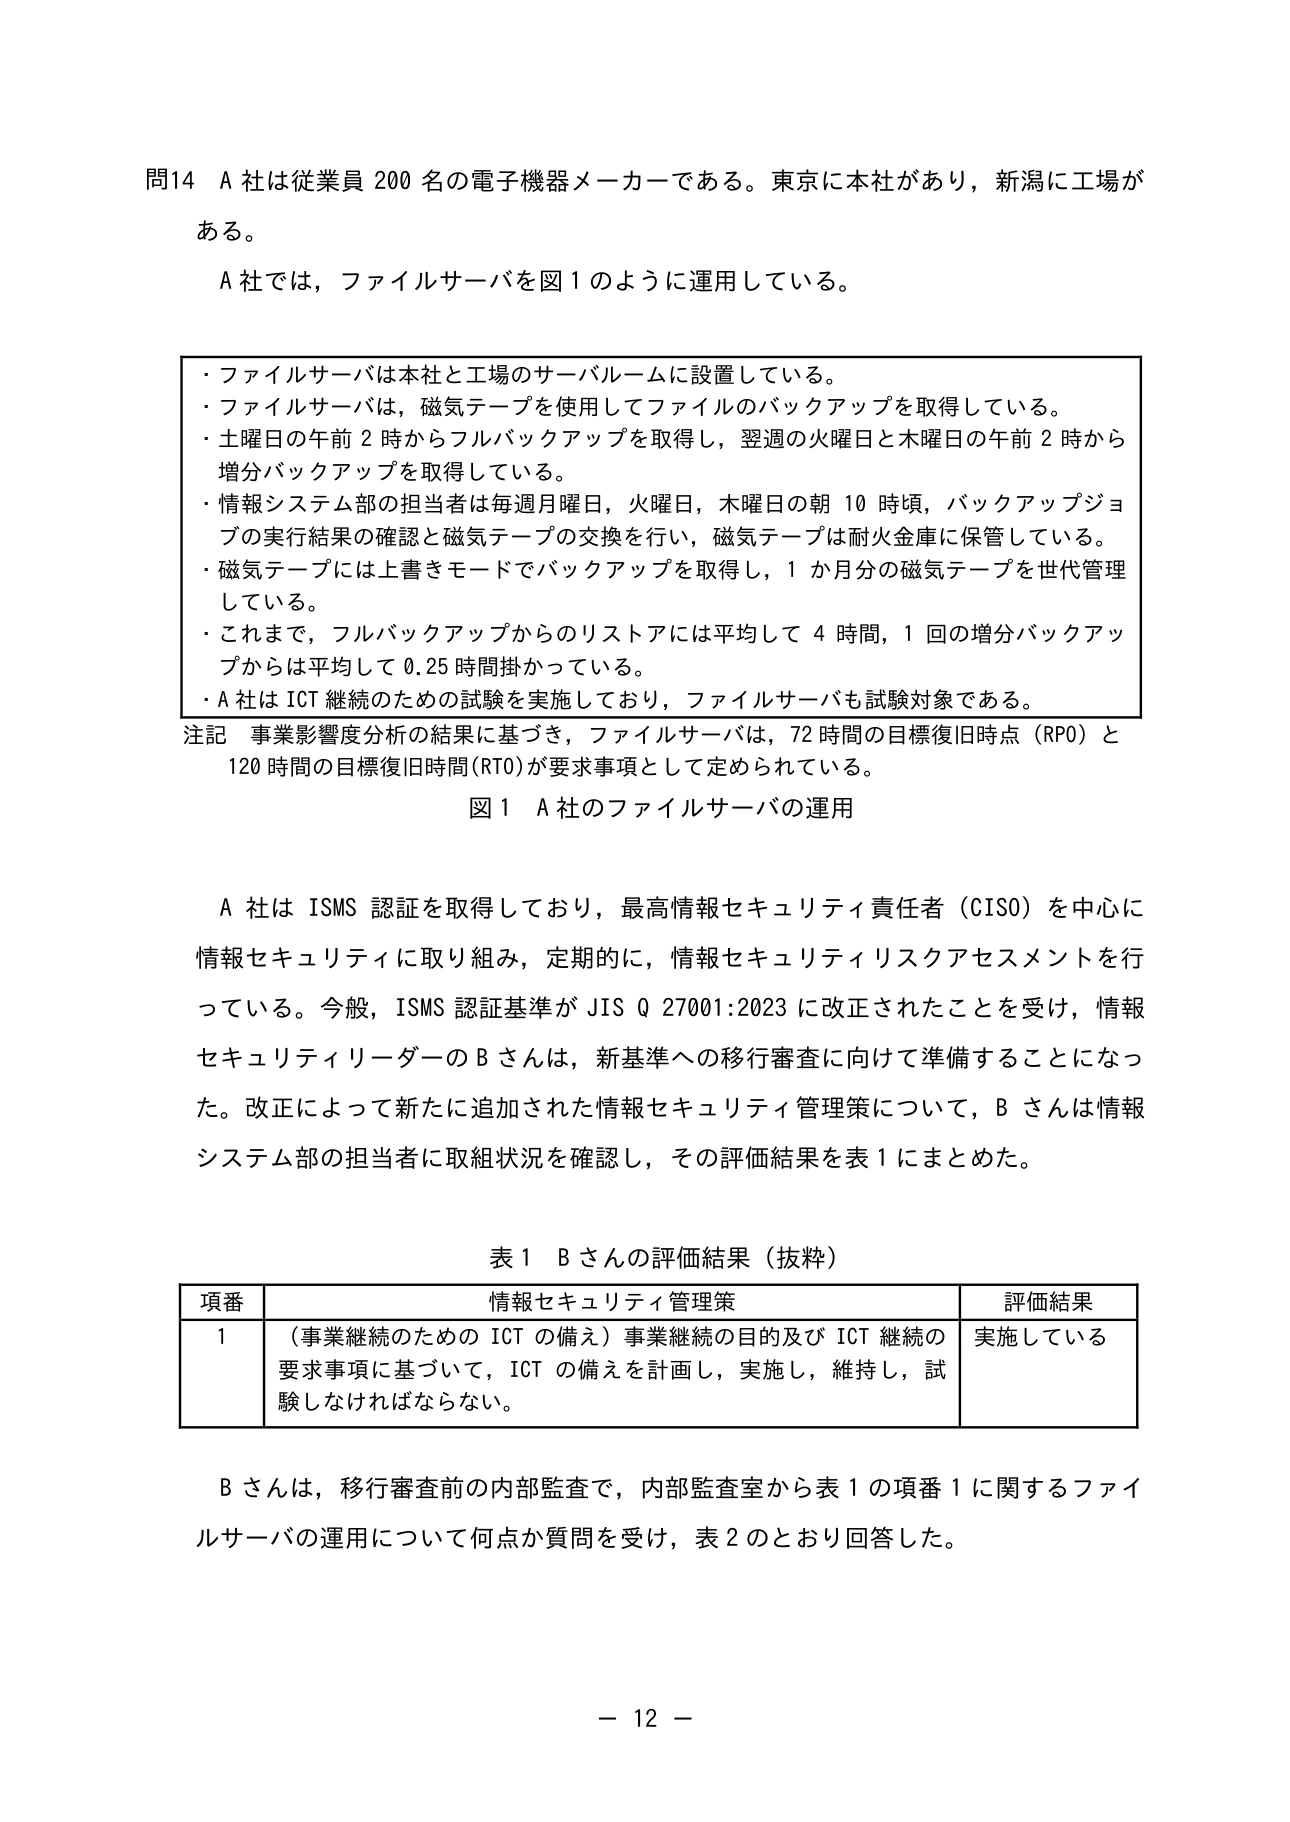 問14　A 社は従業員 200 名の電子機器メーカーである。東京に本社があり，新潟に工場が
ある。
A 社では，ファイルサーバを図 1 のように運用している。
・ファイルサーバは本社と工場のサーバルームに設置している。
・ファイルサーバは，磁気テープを使用してファイルのバックアップを取得している。
・土曜日の午前 2 時からフルバックアップを取得し，翌週の火曜日と木曜日の午前 2 時から
増分バックアップを取得している。
・情報システム部の担当者は毎週月曜日，火曜日，木曜日の朝 10 時頃，バックアップジョ
ブの実行結果の確認と磁気テープの交換を行い，磁気テープは耐火金庫に保管している。
・磁気テープには上書きモードでバックアップを取得し，1 か月分の磁気テープを世代管理
している。
・これまで，フルバックアップからのリストアには平均して 4 時間，1 回の増分バックアッ
プからは平均して 0.25 時間掛かっている。
・A 社は ICT 継続のための試験を実施しており，ファイルサーバも試験対象である。
注記　事業影響度分析の結果に基づき，ファイルサーバは，72 時間の目標復旧時点（RPO）と
120 時間の目標復旧時間(RTO)が要求事項として定められている。
図 1　A 社のファイルサーバの運用
A 社は ISMS 認証を取得しており，最高情報セキュリティ責任者（CISO）を中心に
情報セキュリティに取り組み，定期的に，情報セキュリティリスクアセスメントを行
っている。今般，ISMS 認証基準が JIS Q 27001:2023 に改正されたことを受け，情報
セキュリティリーダーの B さんは，新基準への移行審査に向けて準備することになっ
た。改正によって新たに追加された情報セキュリティ管理策について，B さんは情報
システム部の担当者に取組状況を確認し，その評価結果を表 1 にまとめた。
表 1　B さんの評価結果（抜粋）
項番　情報セキュリティ管理策　評価結果
1　（事業継続のための ICT の備え）事業継続の目的及び ICT 継続の　実施している
要求事項に基づいて，ICT の備えを計画し，実施し，維持し，試
験しなければならない。
B さんは，移行審査前の内部監査で，内部監査室から表 1 の項番 1 に関するファイ
ルサーバの運用について何点か質問を受け，表 2 のとおり回答した。
― 12 ―